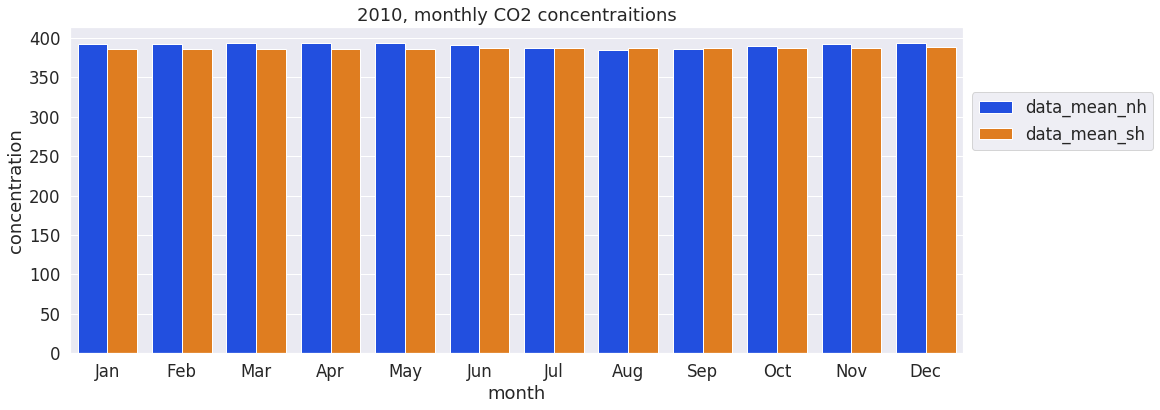 2010, monthly CO2 concentraitions
400
350
300
250
200
150
100
50
0
concentration
Jan Feb Mar Apr May Jun Jul Aug Sep Oct Nov Dec
month
data_mean_nh
data_mean_sh